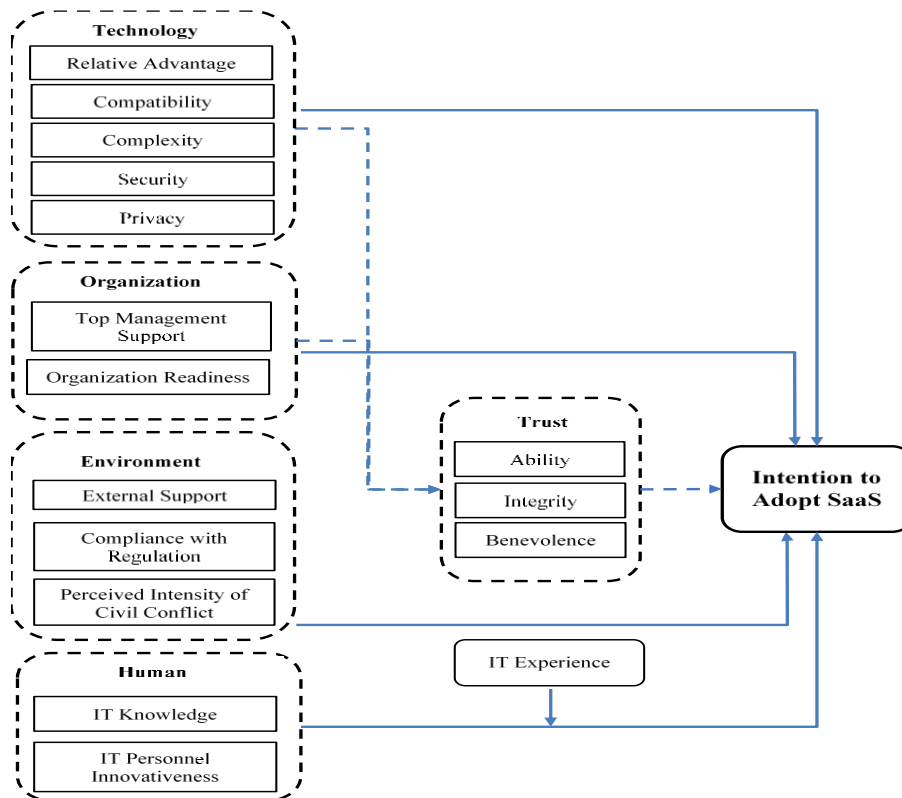 Technology
Relative Advantage
Compatibility
Complexity
Security
Privacy
Organization
Top Management
Support
Organization Readiness
Environment
External Support
Compliance with
Regulation
Perceived Intensity of
Civil Conflict
Human
IT Knowledge
IT Personnel
Innovativeness
Trust
Ability
Integrity
Benevolence
IT Experience
Intention to
Adopt SaaS